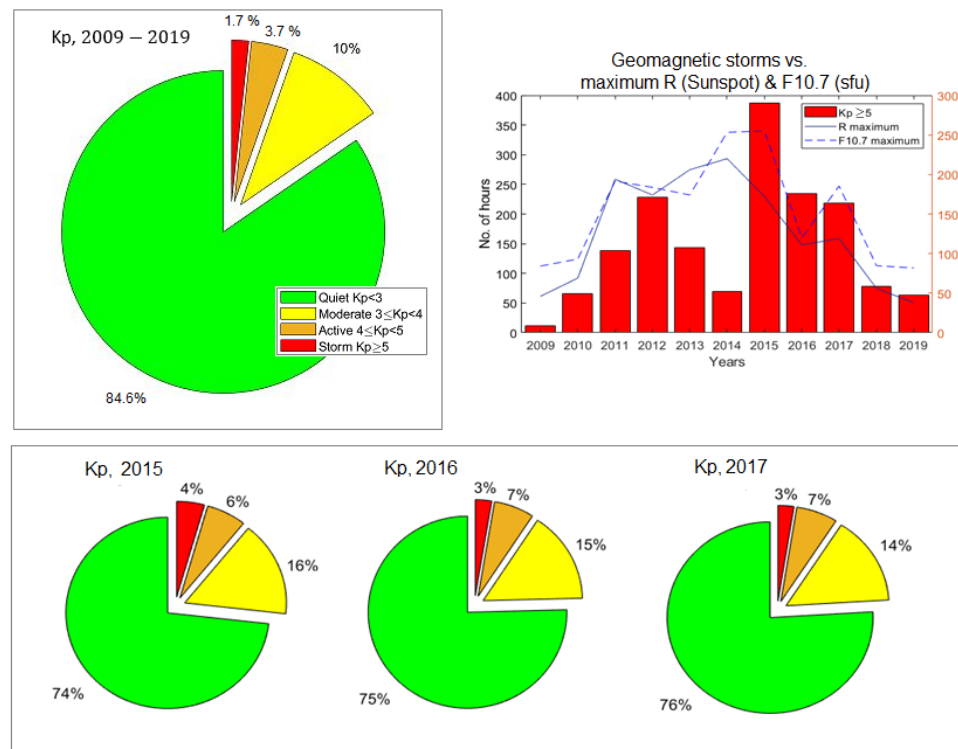 Kp, 2009 − 2019
1.7 %
3.7 %
10%
84.6%
Quiet Kp<3
Moderate 3≤Kp<4
Active 4≤Kp<5
Storm Kp≥5
Geomagnetic storms vs.
maximum R (Sunspot) & F10.7 (sfu)
Kp ≥5
R maximum
F10.7 maximum
No. of hours
400
350
300
250
200
150
100
50
0
300
250
200
150
100
50
0
2009 2010 2011 2012 2013 2014 2015 2016 2017 2018 2019
Years
Kp, 2015
4%
6%
16%
74%
Kp, 2016
3%
7%
15%
75%
Kp, 2017
3%
7%
14%
76%